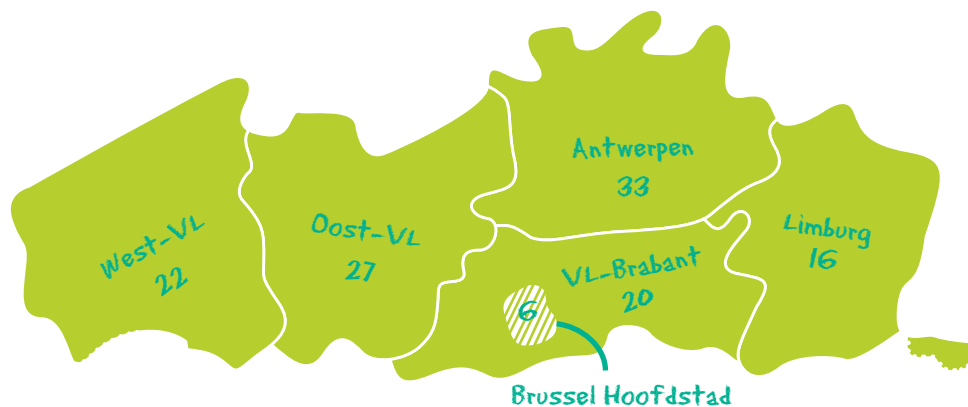 Antwerpen
33
West-VL
22
Oost-VL
27
Limburg
16
VL-Brabant
20
6
Brussel Hoofdstad